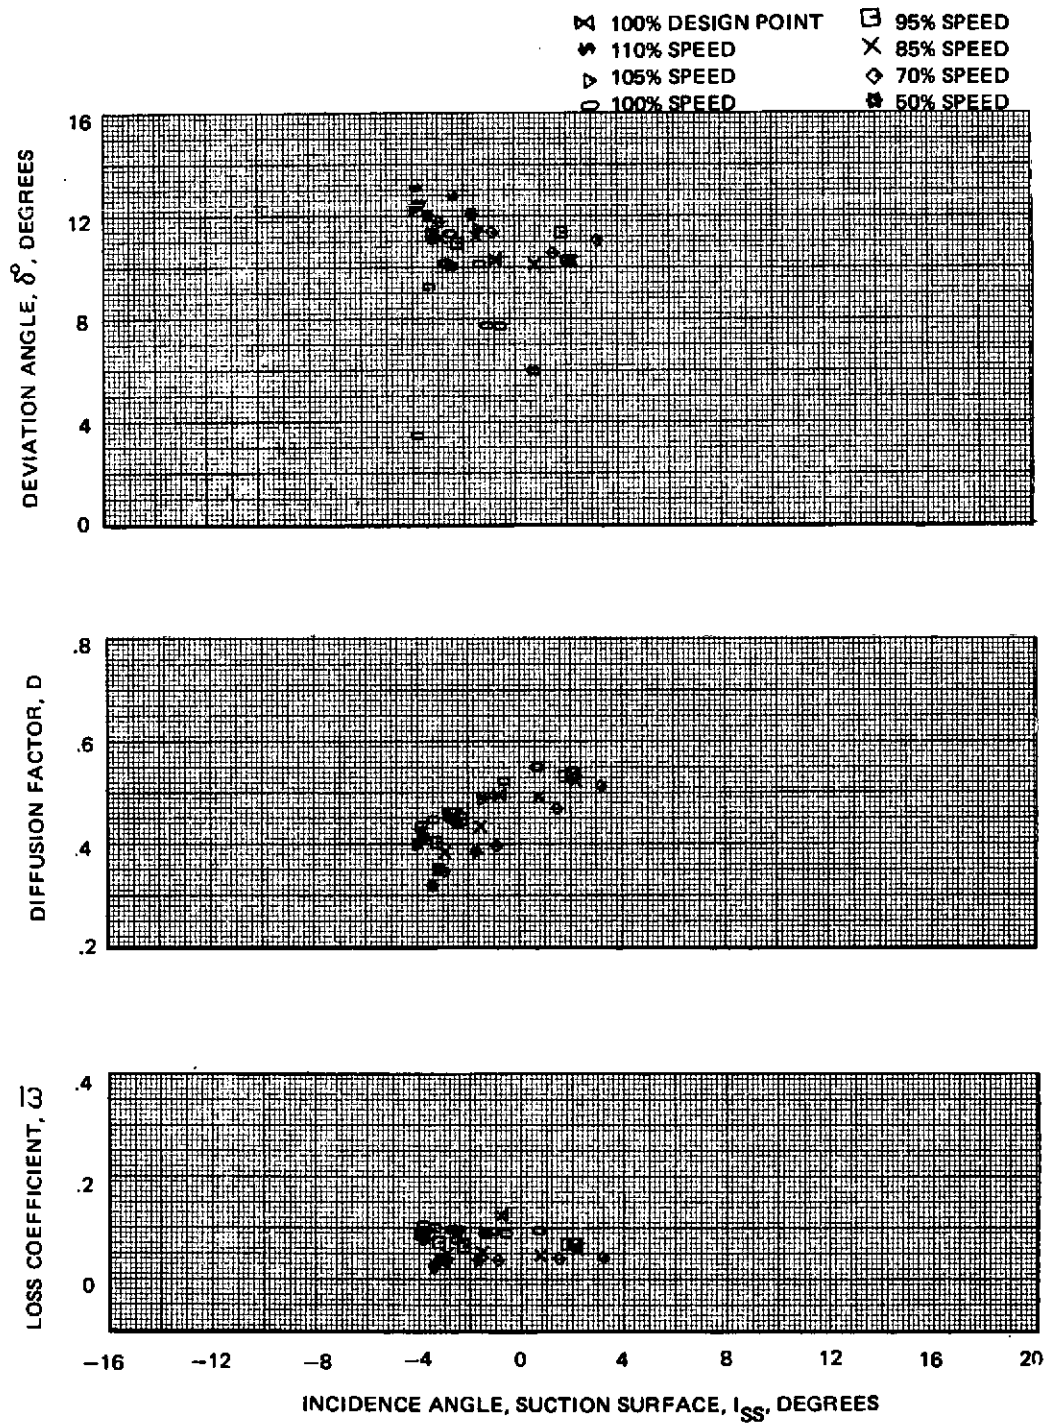 100% DESIGN POINT
110% SPEED
105% SPEED
100% SPEED
95% SPEED
85% SPEED
70% SPEED
50% SPEED
DEVIATION ANGLE, δ°, DEGREES
16
12
8
4
0
DIFFUSION FACTOR, D
.8
.6
.4
.2
LOSS COEFFICIENT, ω̅
.4
.2
0
−16 −12 −8 −4 0 4 8 12 16 20
INCIDENCE ANGLE, SUCTION SURFACE, ISS, DEGREES